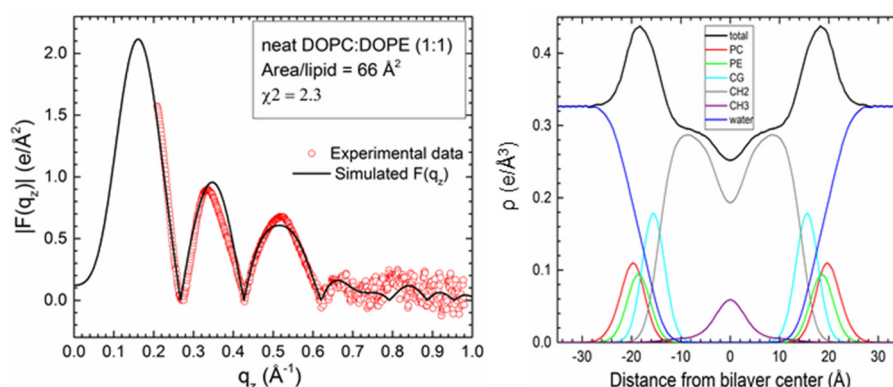 neat DOPC:DOPE (1:1)
Area/lipid = 66 Å²
χ2 = 2.3
Experimental data
Simulated F(q_z)
|F(q_z)| (e/Å²)
2.0
1.5
1.0
0.5
0.0
0.0 0.1 0.2 0.3 0.4 0.5 0.6 0.7 0.8 0.9 1.0
q_z (Å⁻¹)
total
PC
PE
CG
CH2
CH3
water
ρ (e/Å³)
0.4
0.3
0.2
0.1
0.0
-30 -20 -10 0 10 20 30
Distance from bilayer center (Å)